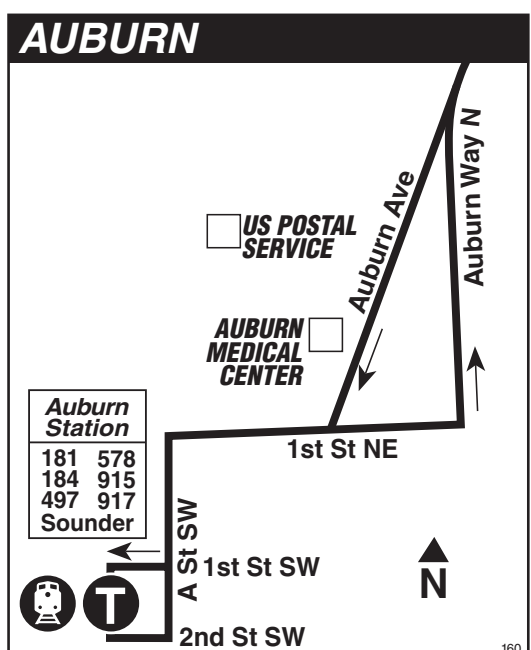 AUBURN
Auburn Way N
Auburn Ave
US POSTAL
SERVICE
AUBURN
MEDICAL
CENTER
Auburn
Station
181 578
184 915
497 917
Sounder
1st St NE
A St SW
1st St SW
T
N
2nd St SW
160